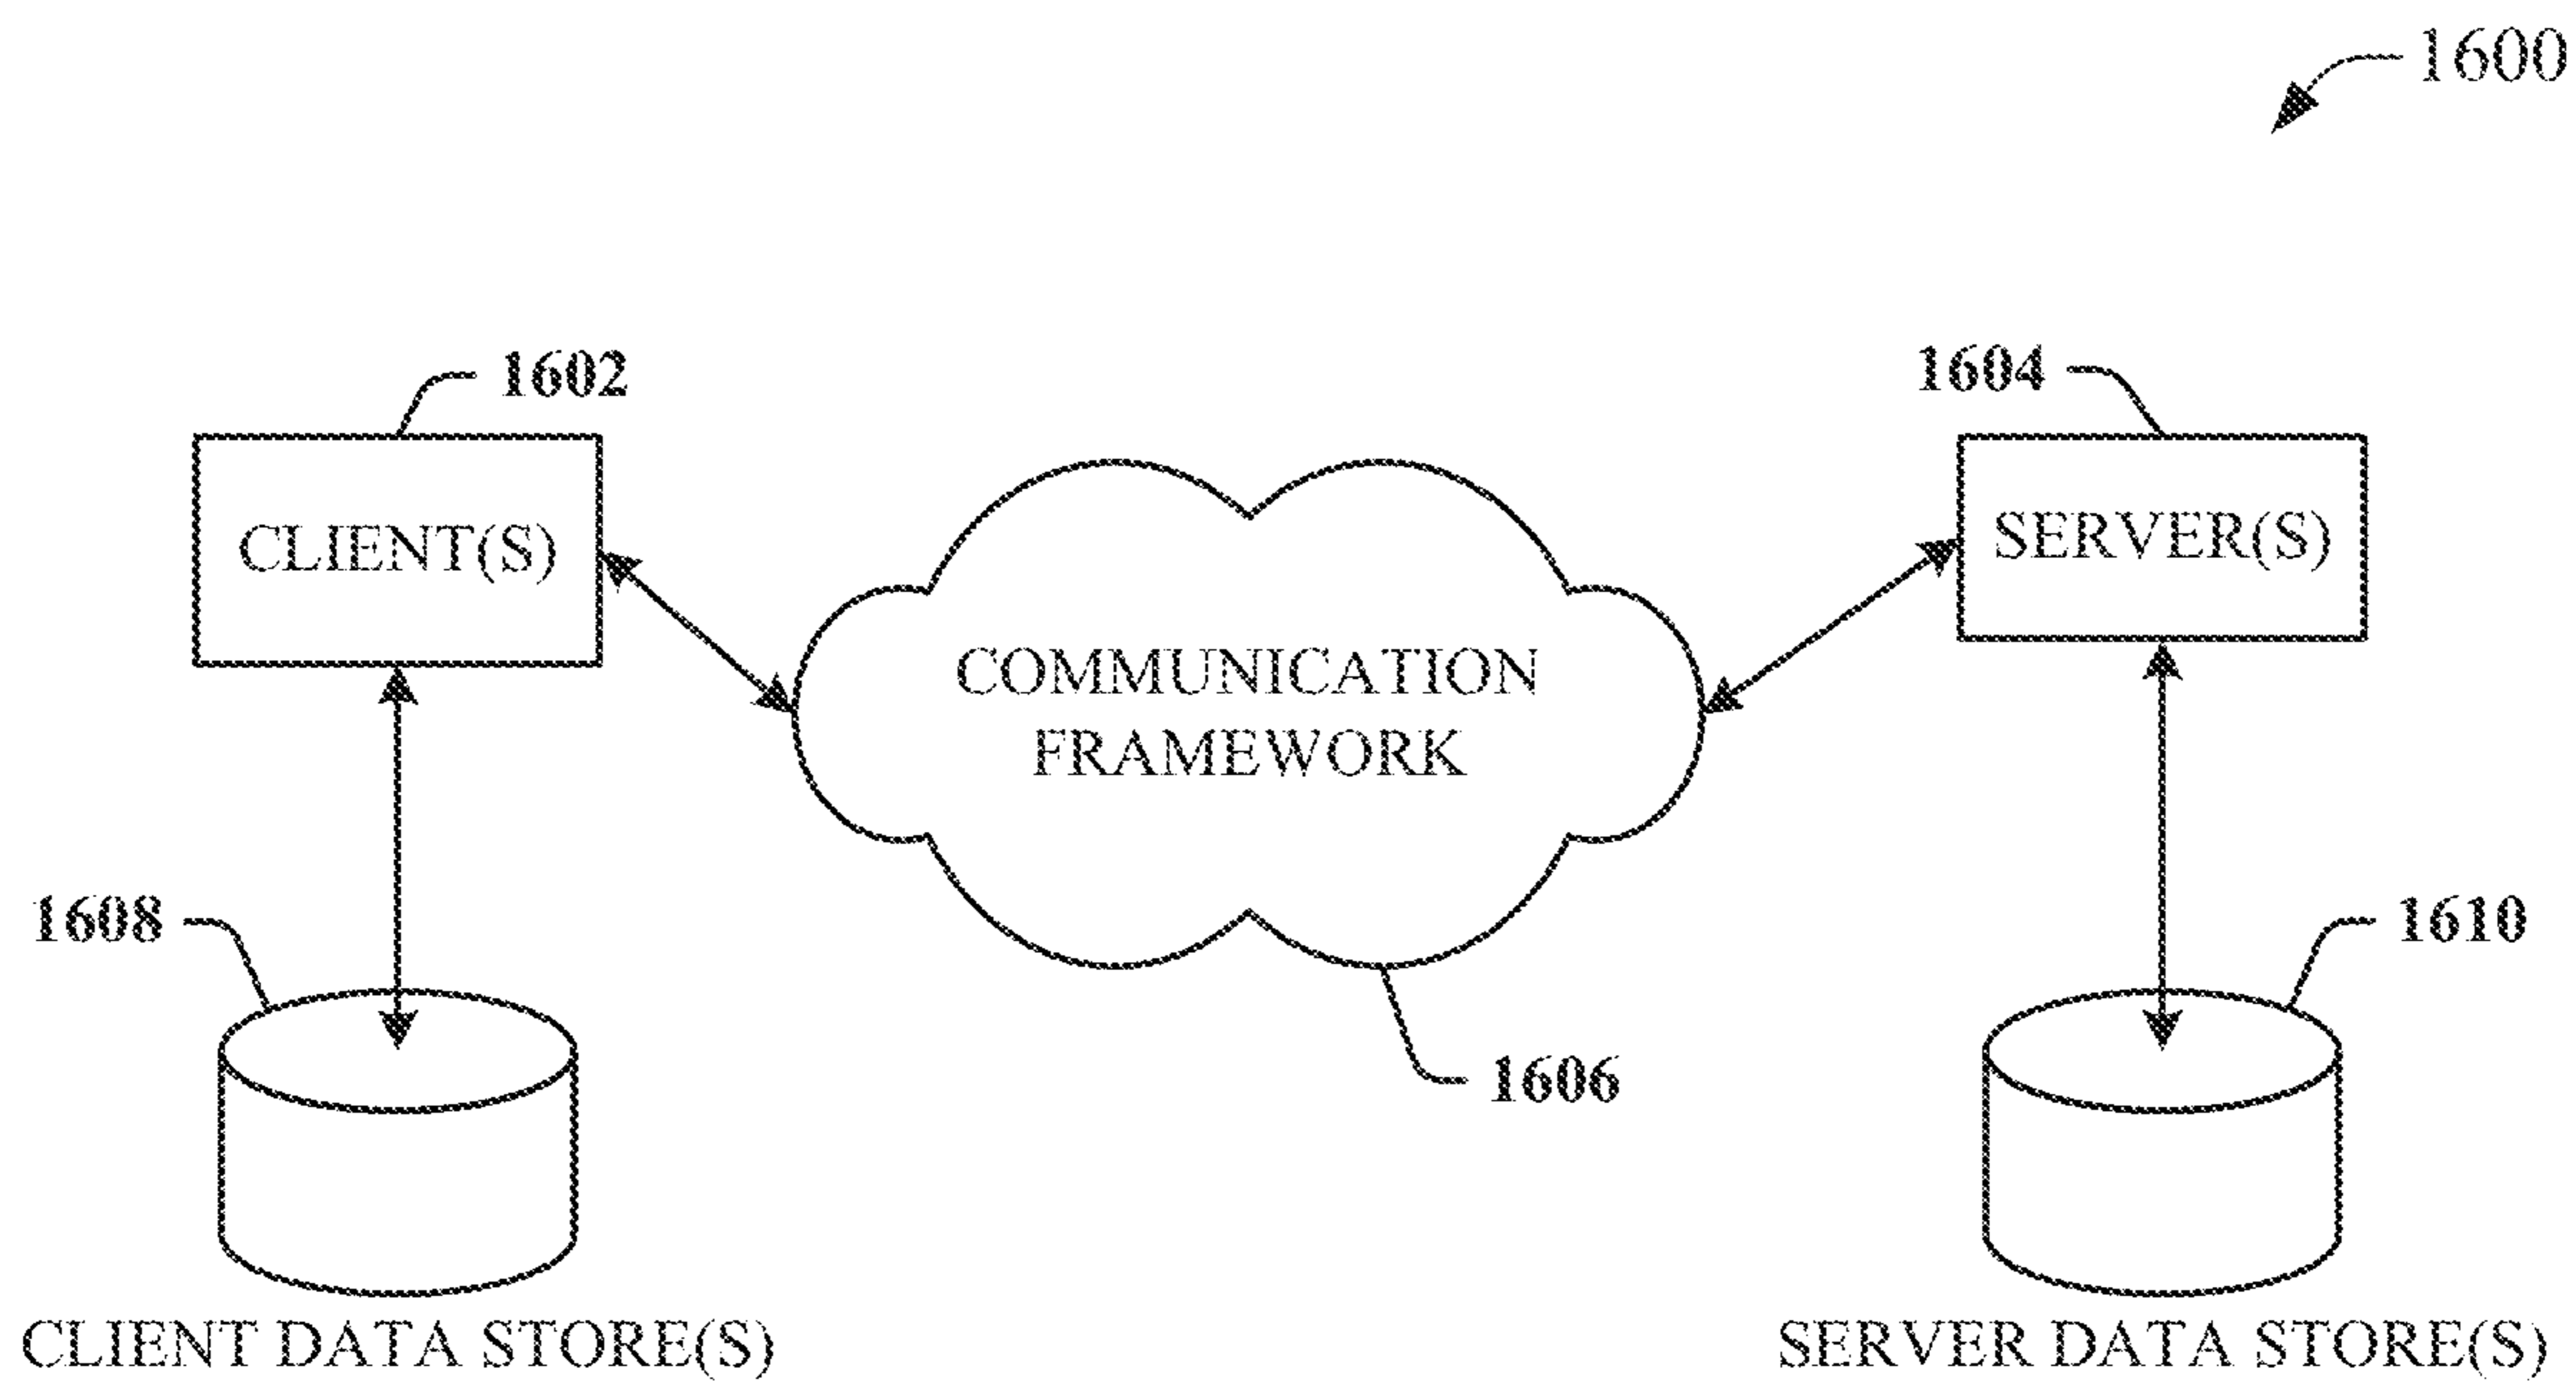 1600
1602
1604
CLIENT(S)
SERVER(S)
COMMUNICATION
FRAMEWORK
1608
1610
1606
CLIENT DATA STORE(S)
SERVER DATA STORE(S)